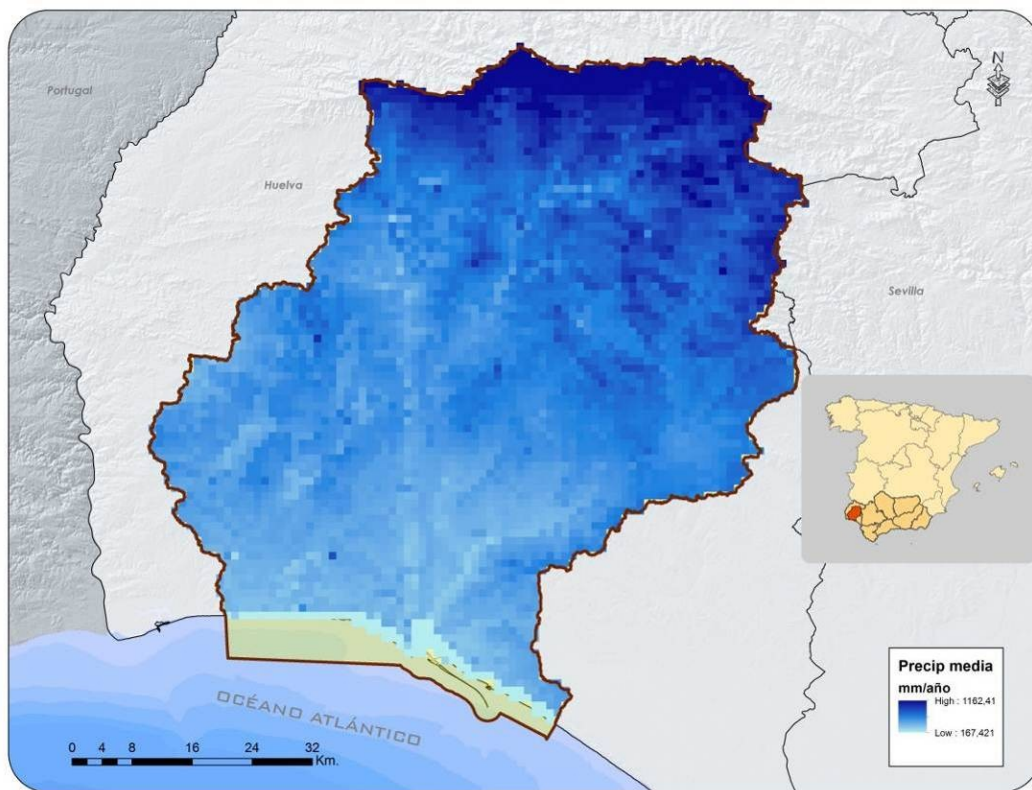 Portugal
N
Huelva
Sevilla
OCÉANO ATLÁNTICO
0 4 8 16 24 32
Km.
Precip media
mm/año
High : 1162,41
Low : 167,421